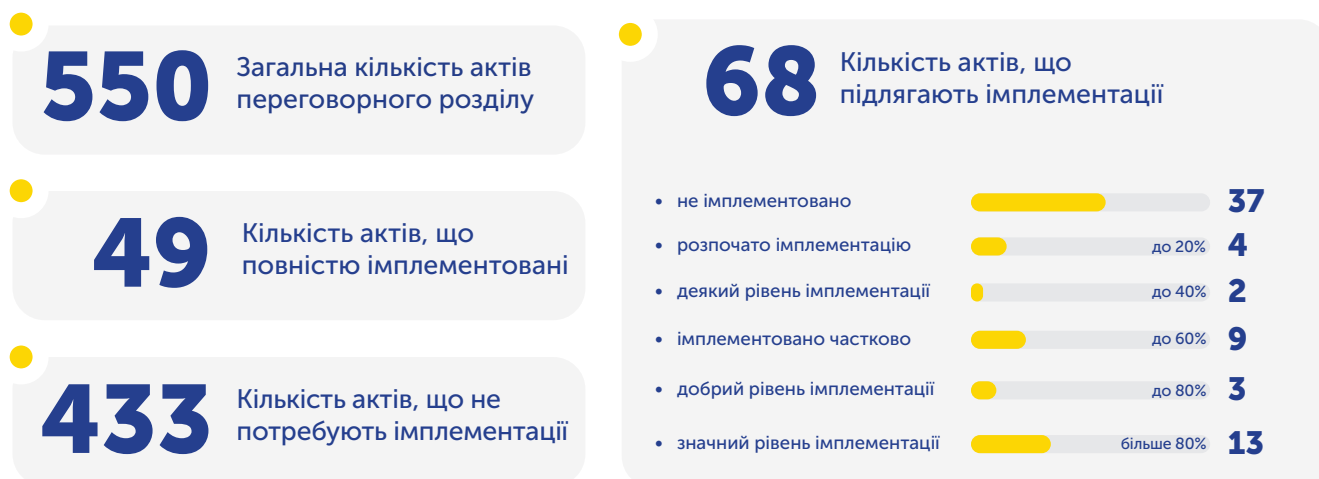 550
Загальна кількість актів
переговорного розділу
49
Кількість актів, що
повністю імплементовані
433
Кількість актів, що не
потребують імплементації
68
Кількість актів, що
підлягають імплементації
• не імплементовано 37
• розпочато імплементацію до 20% 4
• деякий рівень імплементації до 40% 2
• імплементовано частково до 60% 9
• добрий рівень імплементації до 80% 3
• значний рівень імплементації більше 80% 13